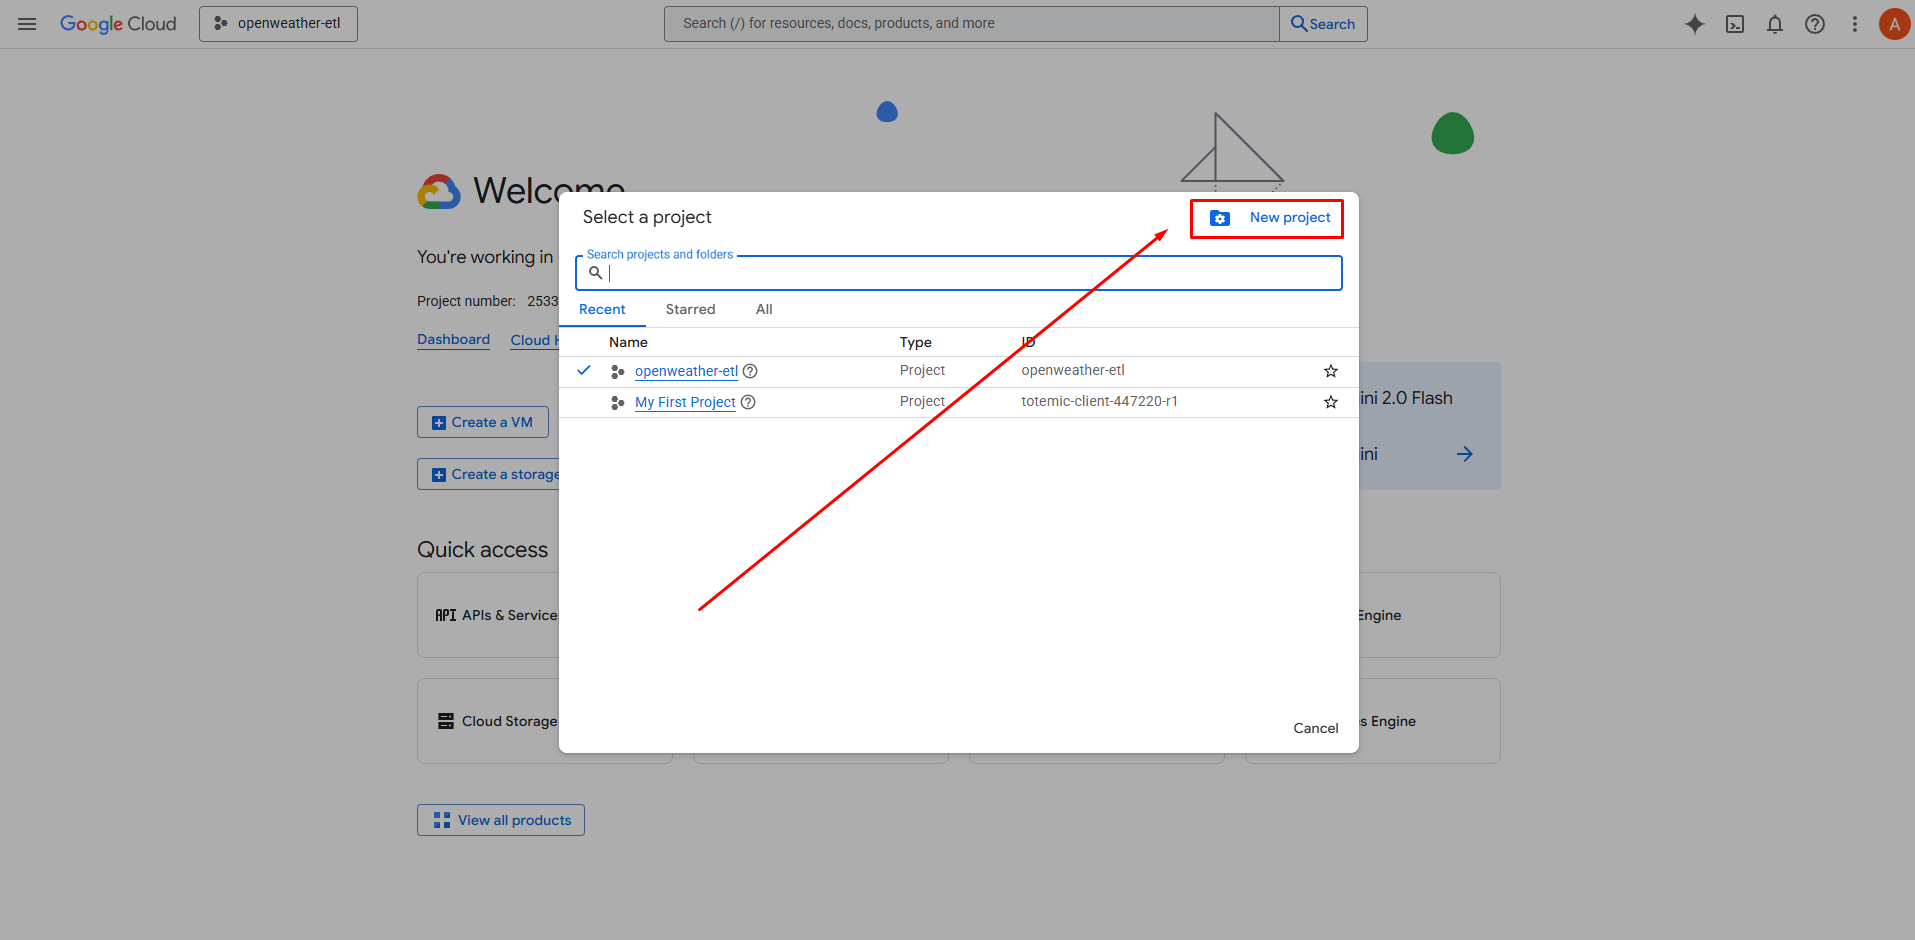 Google Cloud
openweather-etl
Search (/) for resources, docs, products, and more
Search
A
Welcome
Select a project
New project
You're working in
Search projects and folders
Project number: 2533
Recent
Starred
All
Dashboard
Cloud H
Name
Type
ID
openweather-etl
Project
openweather-etl
My First Project
Project
totemic-client-447220-r1
ini 2.0 Flash
Create a VM
ini
Create a storage
Quick access
API APIs & Service
Engine
Cloud Storage
s Engine
Cancel
View all products